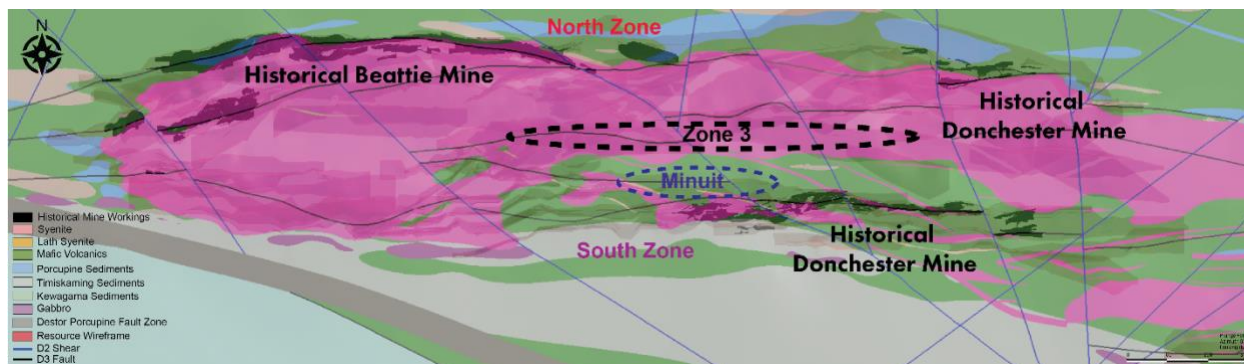 N
North Zone
Historical Beattie Mine
Historical
Donchester Mine
Zone 3
Minuit
South Zone
Historical
Donchester Mine
Historical Mine Workings
Syenite
Lath Syenite
Mafic Volcanics
Porcupine Sediments
Timiskaming Sediments
Kewagama Sediments
Gabbro
Destor Porcupine Fault Zone
Resource Wireframe
D2 Shear
D3 Fault